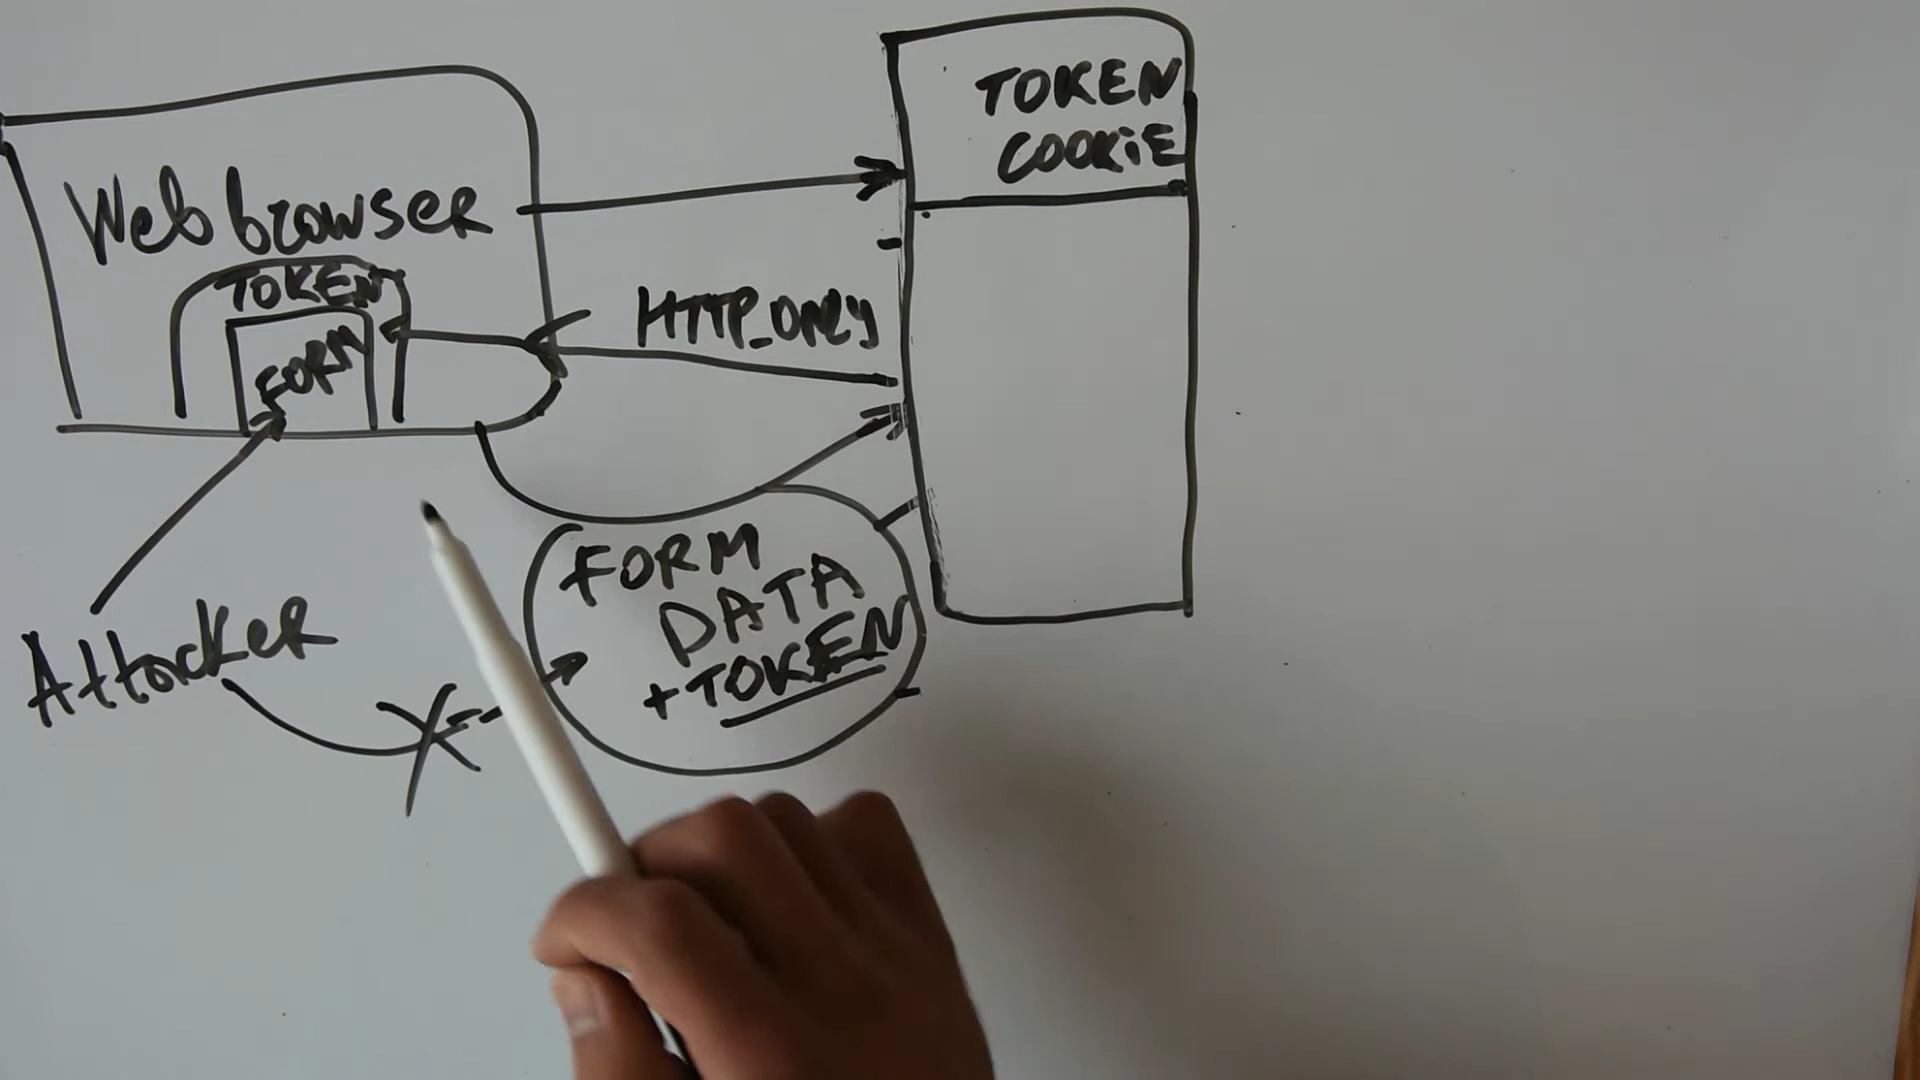 TOKEN
COOKiE
Web browser
TOKEN
FORM
HTTP_ONLY
FORM
DATA
+TOKEN
Attacker